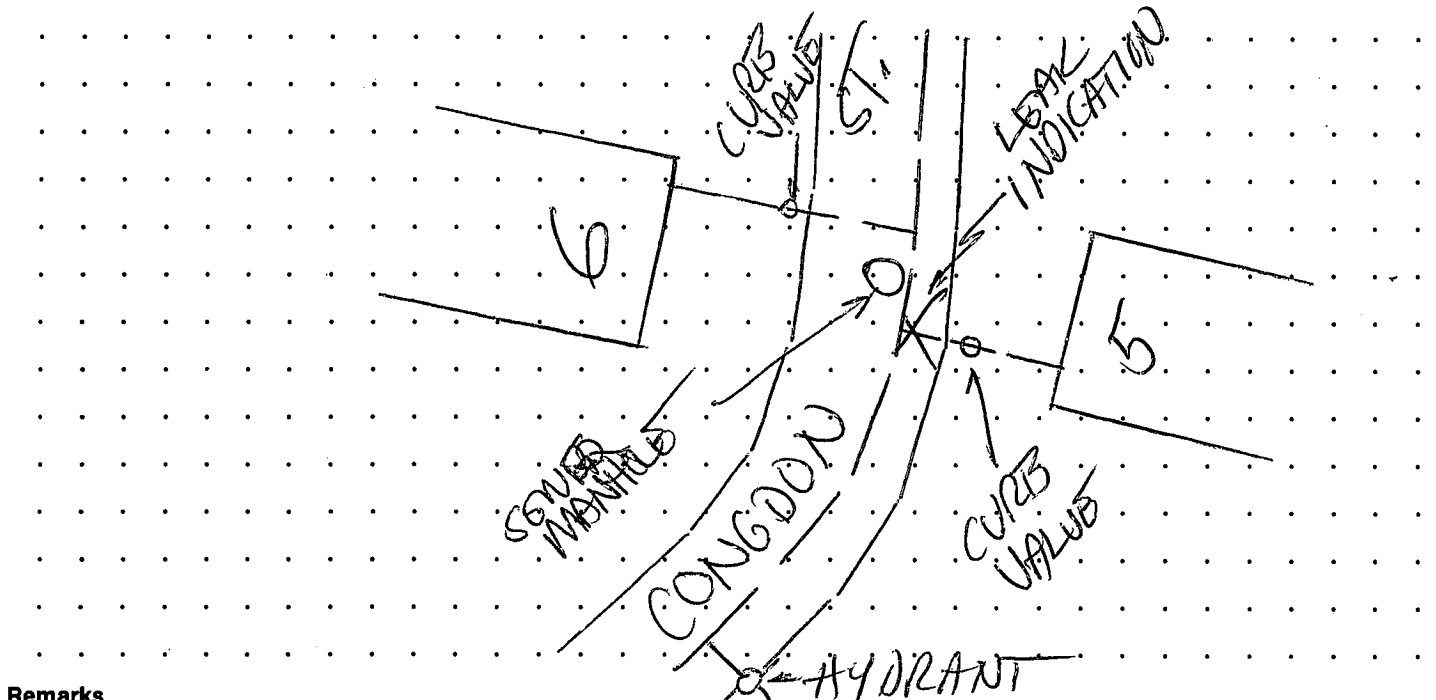 CURB
VALVE
ST.
LEAK
INDICATION
6
5
SEWER
MANHOLE
CONGDON
CURB
VALVE
HYDRANT
Remarks